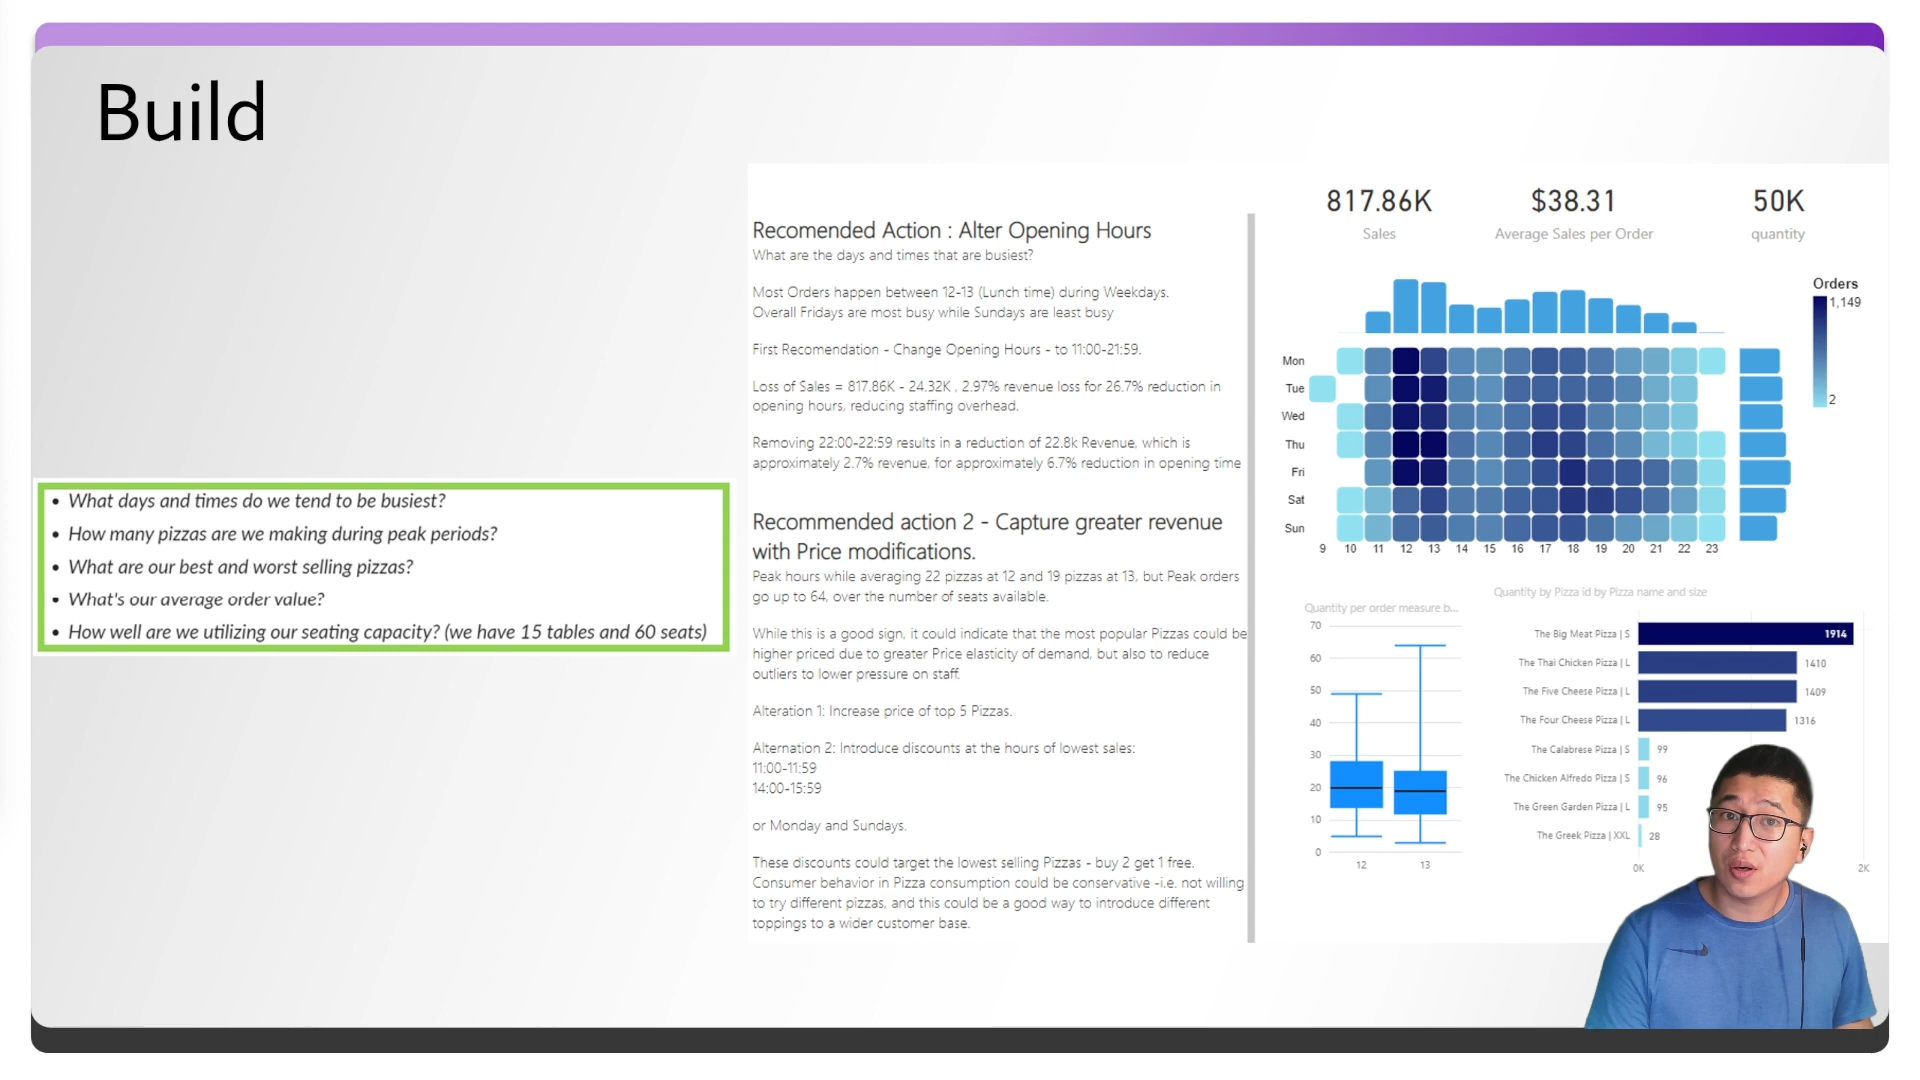 Build
• What days and times do we tend to be busiest?
• How many pizzas are we making during peak periods?
• What are our best and worst selling pizzas?
• What's our average order value?
• How well are we utilizing our seating capacity? (we have 15 tables and 60 seats)
Recomended Action : Alter Opening Hours
What are the days and times that are busiest?
Most Orders happen between 12-13 (Lunch time) during Weekdays.
Overall Fridays are most busy while Sundays are least busy
First Recomendation - Change Opening Hours - to 11:00-21:59.
Loss of Sales = 817.86K - 24.32K , 2.97% revenue loss for 26.7% reduction in
opening hours, reducing staffing overhead.
Removing 22:00-22:59 results in a reduction of 22.8k Revenue, which is
approximately 2.7% revenue, for approximately 6.7% reduction in opening time
Recommended action 2 - Capture greater revenue
with Price modifications.
Peak hours while averaging 22 pizzas at 12 and 19 pizzas at 13, but Peak orders
go up to 64, over the number of seats available.
While this is a good sign, it could indicate that the most popular Pizzas could be
higher priced due to greater Price elasticity of demand, but also to reduce
outliers to lower pressure on staff.
Alteration 1: Increase price of top 5 Pizzas.
Alternation 2: Introduce discounts at the hours of lowest sales:
11:00-11:59
14:00-15:59
or Monday and Sundays.
These discounts could target the lowest selling Pizzas - buy 2 get 1 free.
Consumer behavior in Pizza consumption could be conservative -i.e. not willing
to try different pizzas, and this could be a good way to introduce different
toppings to a wider customer base.
817.86K $38.31 50K
Sales Average Sales per Order quantity
Orders
1,149
2
Mon
Tue
Wed
Thu
Fri
Sat
Sun
9 10 11 12 13 14 15 16 17 18 19 20 21 22 23
Quantity per order measure b...
70
60
50
40
30
20
10
0
12 13
Quantity by Pizza id by Pizza name and size
The Big Meat Pizza | S 1914
The Thai Chicken Pizza | L 1410
The Five Cheese Pizza | L 1409
The Four Cheese Pizza | L 1316
The Calabrese Pizza | S 99
The Chicken Alfredo Pizza | S 96
The Green Garden Pizza | L 95
The Greek Pizza | XXL 28
0K 2K